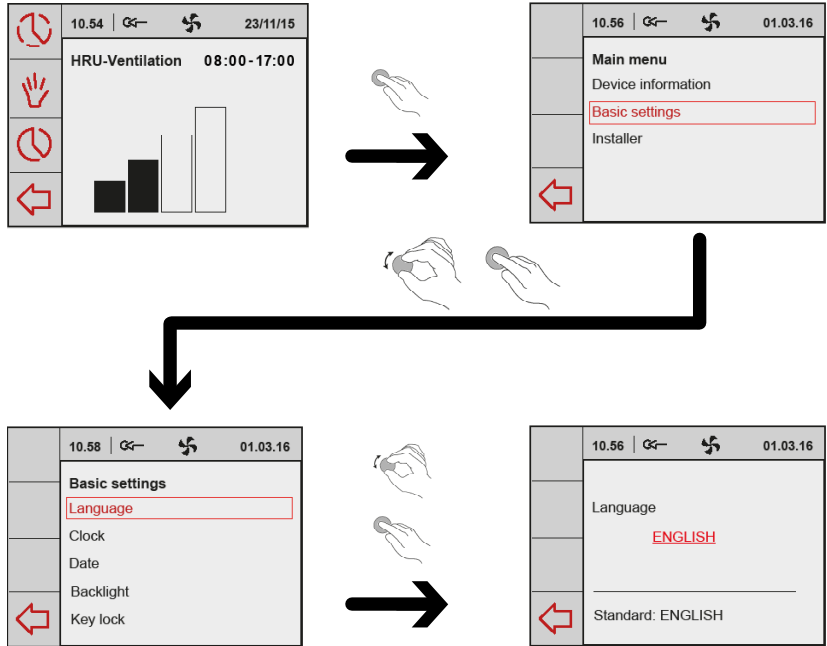 10.54 23/11/15
HRU-Ventilation 08:00-17:00
10.56 01.03.16
Main menu
Device information
Basic settings
Installer
10.58 01.03.16
Basic settings
Language
Clock
Date
Backlight
Key lock
10.56 01.03.16
Language
ENGLISH
Standard: ENGLISH